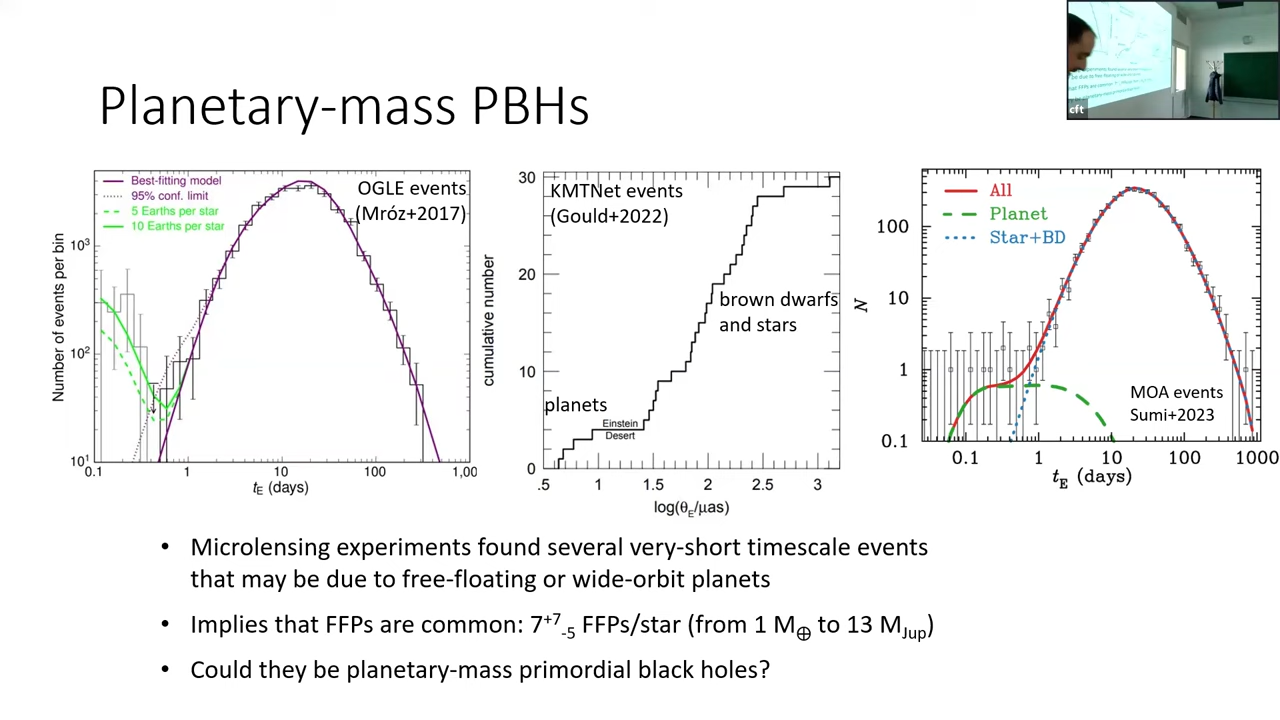 Planetary-mass PBHs
cft
Best-fitting model
95% conf. limit
5 Earths per star
10 Earths per star
OGLE events
(Mróz+2017)
Number of events per bin
10³
10²
10¹
0.1 1 10 100 1,00
tE (days)
KMTNet events
(Gould+2022)
cumulative number
30
20
10
0
brown dwarfs
and stars
planets
Einstein
Desert
.5 1 1.5 2 2.5 3
log(θE/μas)
All
Planet
Star+BD
N
100
10
1
0.1
MOA events
Sumi+2023
0.1 1 10 100 1000
tE (days)
• Microlensing experiments found several very-short timescale events
that may be due to free-floating or wide-orbit planets
• Implies that FFPs are common: 7⁺⁷₋₅ FFPs/star (from 1 M⊕ to 13 MJup)
• Could they be planetary-mass primordial black holes?